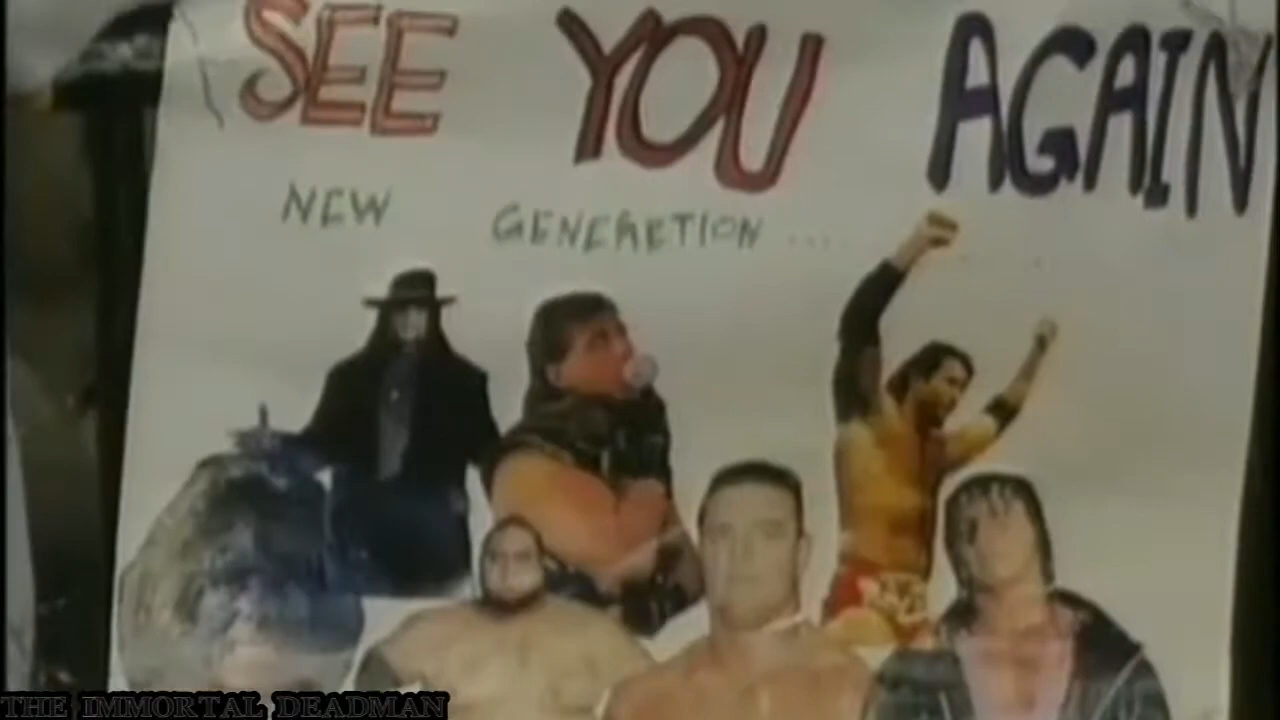 SEE YOU AGAIN
NEW GENERETION ....
THE IMMORTAL DEADMAN